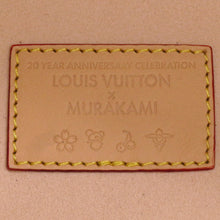 20 YEAR ANNIVERSARY CELEBRATION
LOUIS VUITTON
×
MURAKAMI